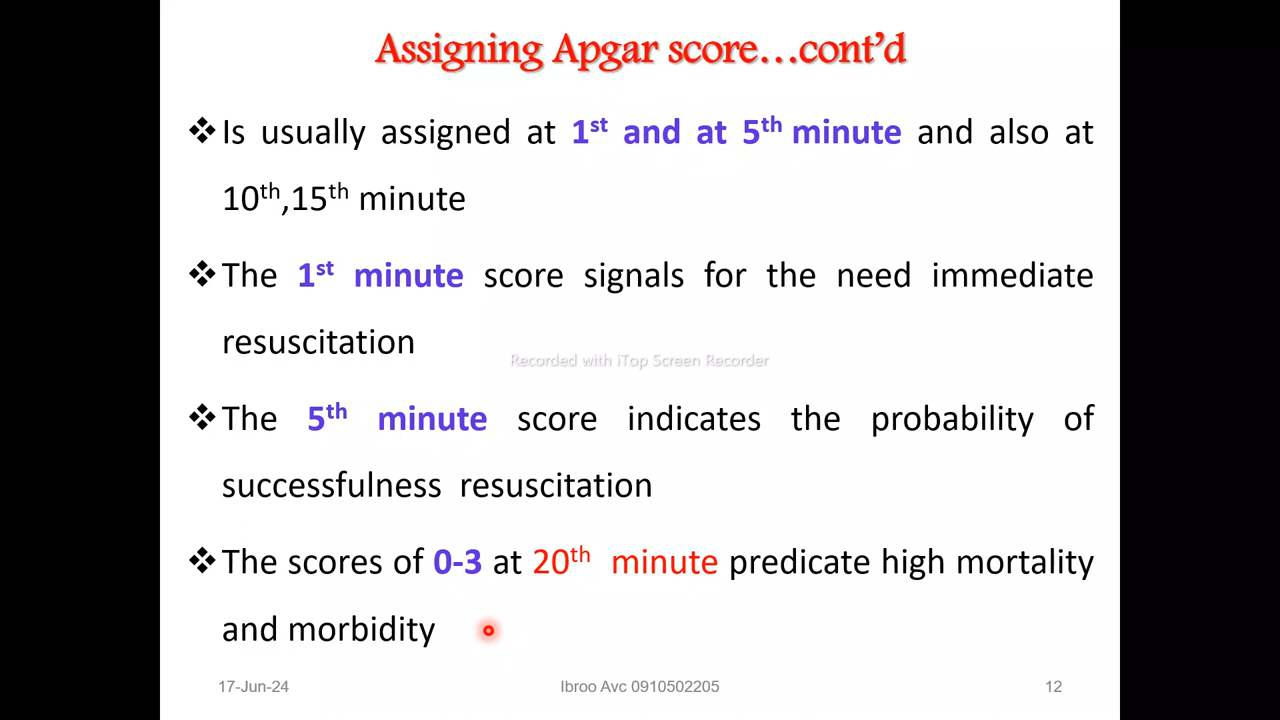 Assigning Apgar score...cont'd
❖Is usually assigned at 1st and at 5th minute and also at
10th,15th minute
❖The 1st minute score signals for the need immediate
resuscitation
Recorded with iTop Screen Recorder
❖The 5th minute score indicates the probability of
successfulness resuscitation
❖The scores of 0-3 at 20th minute predicate high mortality
and morbidity
17-Jun-24 Ibroo Avc 0910502205 12